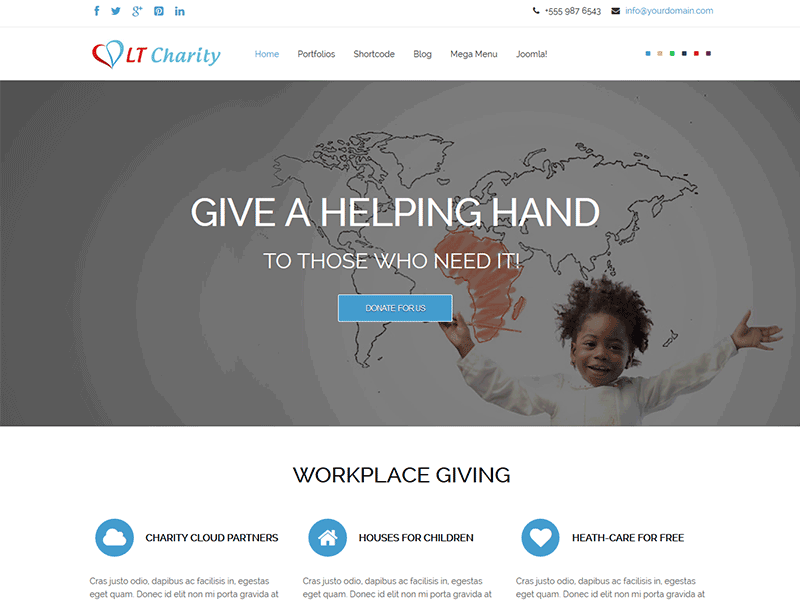 +555 987 6543 info@yourdomain.com
LT Charity Home Portfolios Shortcode Blog Mega Menu Joomla!
GIVE A HELPING HAND
TO THOSE WHO NEED IT!
DONATE FOR US
WORKPLACE GIVING
CHARITY CLOUD PARTNERS HOUSES FOR CHILDREN HEATH-CARE FOR FREE
Cras justo odio, dapibus ac facilisis in, egestas
eget quam. Donec id elit non mi porta gravida at
Cras justo odio, dapibus ac facilisis in, egestas
eget quam. Donec id elit non mi porta gravida at
Cras justo odio, dapibus ac facilisis in, egestas
eget quam. Donec id elit non mi porta gravida at